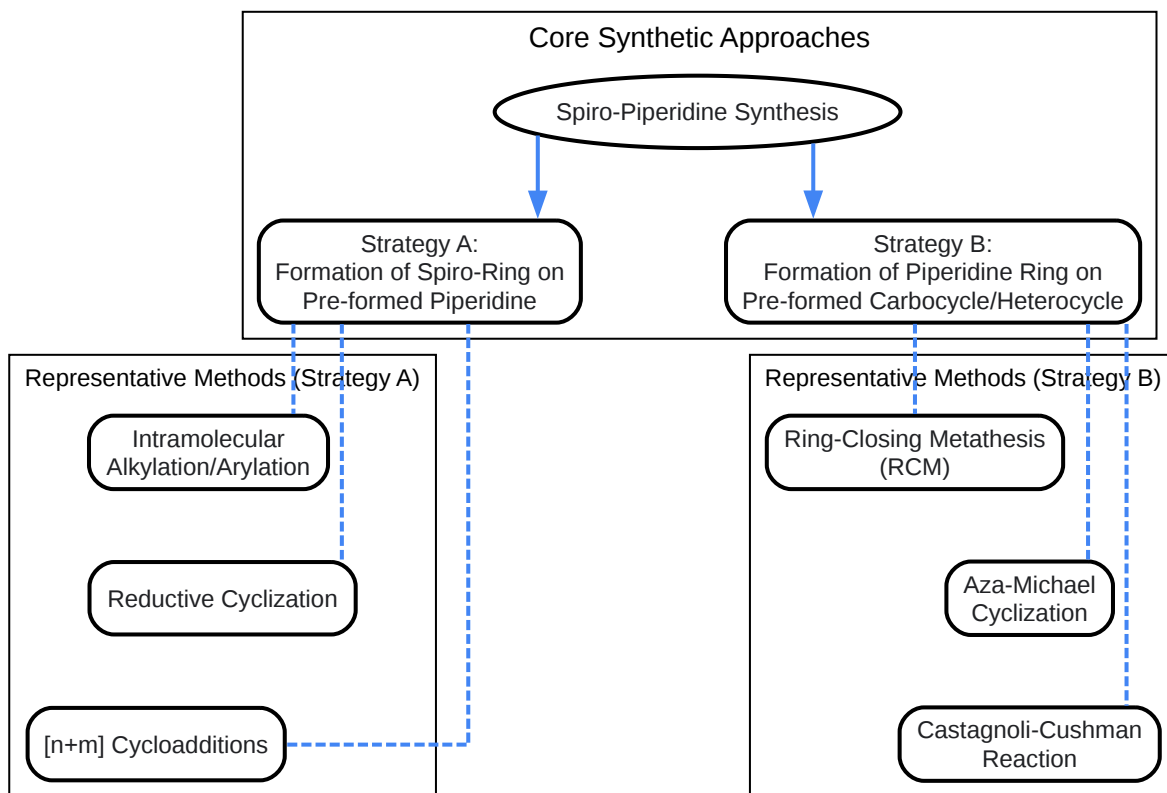 Core Synthetic Approaches
Spiro-Piperidine Synthesis
Strategy A:
Formation of Spiro-Ring on
Pre-formed Piperidine
Strategy B:
Formation of Piperidine Ring on
Pre-formed Carbocycle/Heterocycle
Representative Methods (Strategy A)
Intramolecular
Alkylation/Arylation
Reductive Cyclization
[n+m] Cycloadditions
Representative Methods (Strategy B)
Ring-Closing Metathesis
(RCM)
Aza-Michael
Cyclization
Castagnoli-Cushman
Reaction